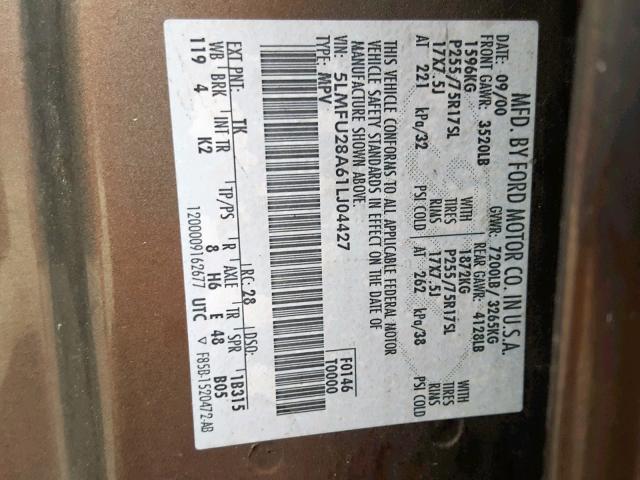 MFD. BY FORD MOTOR CO. IN U.S.A.
DATE: 09/00 GVWR: 7200LB / 3265KG
FRONT GAWR: 3520LB REAR GAWR: 4128LB
1596KG WITH 1872KG WITH
P255/75R17SL TIRES P255/75R17SL TIRES
17X7.5J RIMS 17X7.5J RIMS
AT 221 kPa/32 PSI COLD AT 262 kPa/38 PSI COLD
THIS VEHICLE CONFORMS TO ALL APPLICABLE FEDERAL MOTOR
VEHICLE SAFETY STANDARDS IN EFFECT ON THE DATE OF
MANUFACTURE SHOWN ABOVE.
VIN: 5LMFU28A61LJ04427 F0146
TYPE: MPV T0000
EXT PNT: TK RC: 28 DSO:
WB BRK INT TR TP/PS R AXLE TR SPR 1B315
119 4 K2 8 H6 E 48 B05
1200009162677 UTC ▽ F85B-1520472-AB